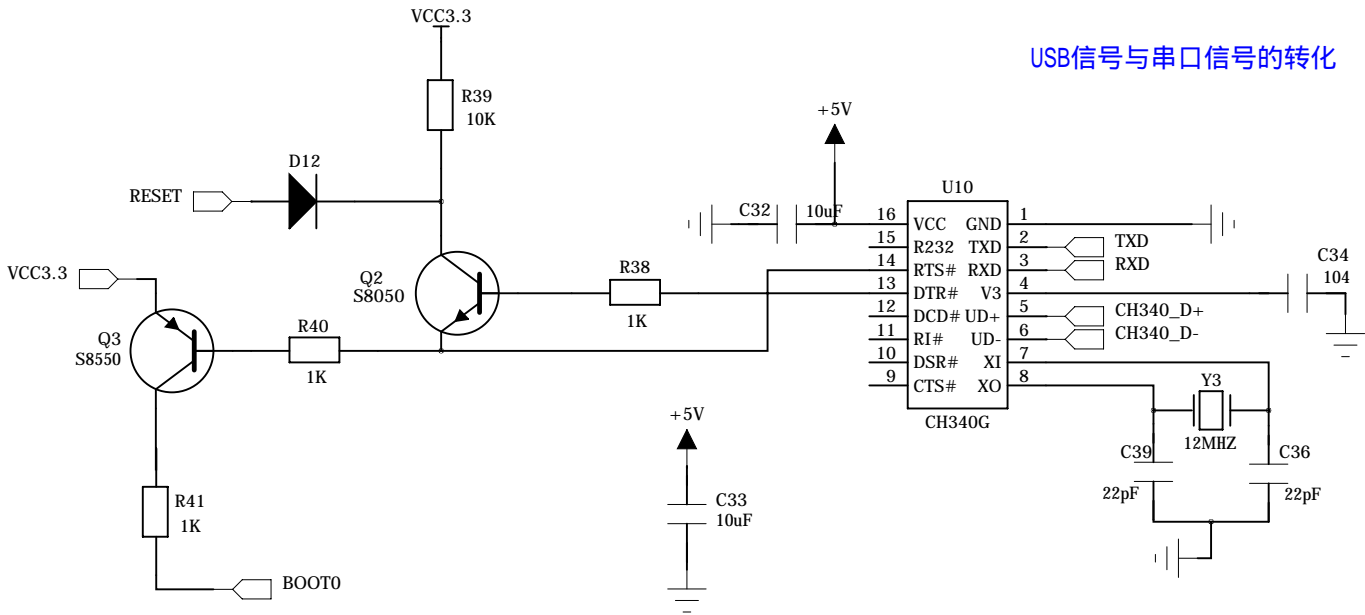 VCC3.3
USB信号与串口信号的转化
R39
10K
+5V
D12
RESET
U10
C32
10uF
16
VCC
GND
1
15
R232
TXD
2
TXD
14
RTS#
RXD
3
RXD
13
DTR#
V3
4
12
DCD#
UD+
5
CH340_D+
11
RI#
UD-
6
CH340_D-
10
DSR#
XI
7
9
CTS#
XO
8
CH340G
C34
104
VCC3.3
Q2
S8050
R38
1K
Q3
S8550
R40
1K
Y3
12MHZ
C39
22pF
C36
22pF
+5V
C33
10uF
R41
1K
BOOT0